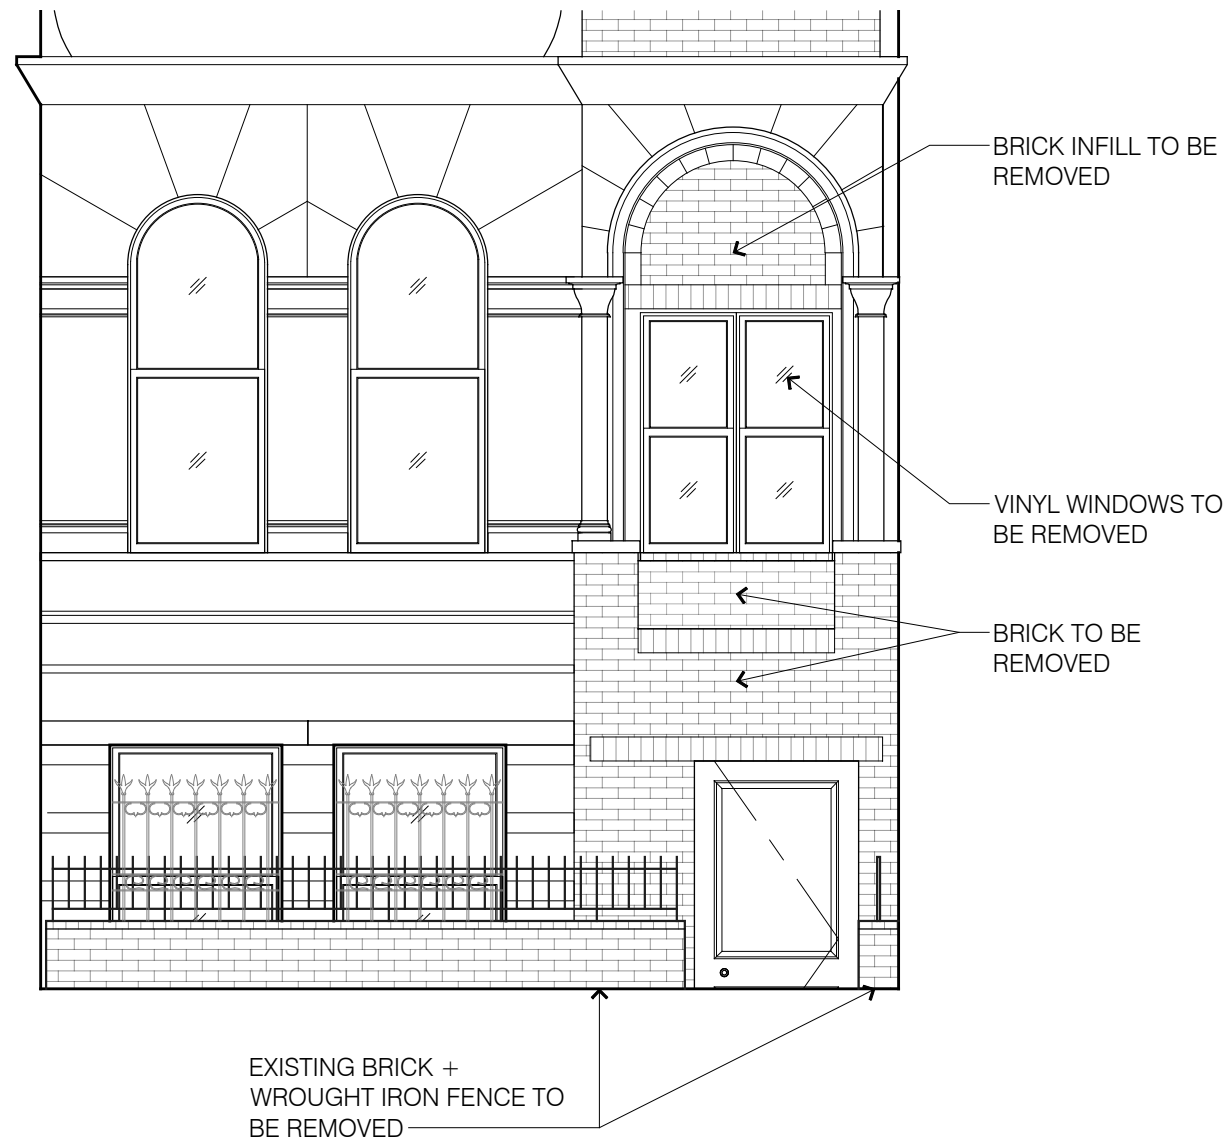 BRICK INFILL TO BE
REMOVED
VINYL WINDOWS TO
BE REMOVED
BRICK TO BE
REMOVED
EXISTING BRICK +
WROUGHT IRON FENCE TO
BE REMOVED